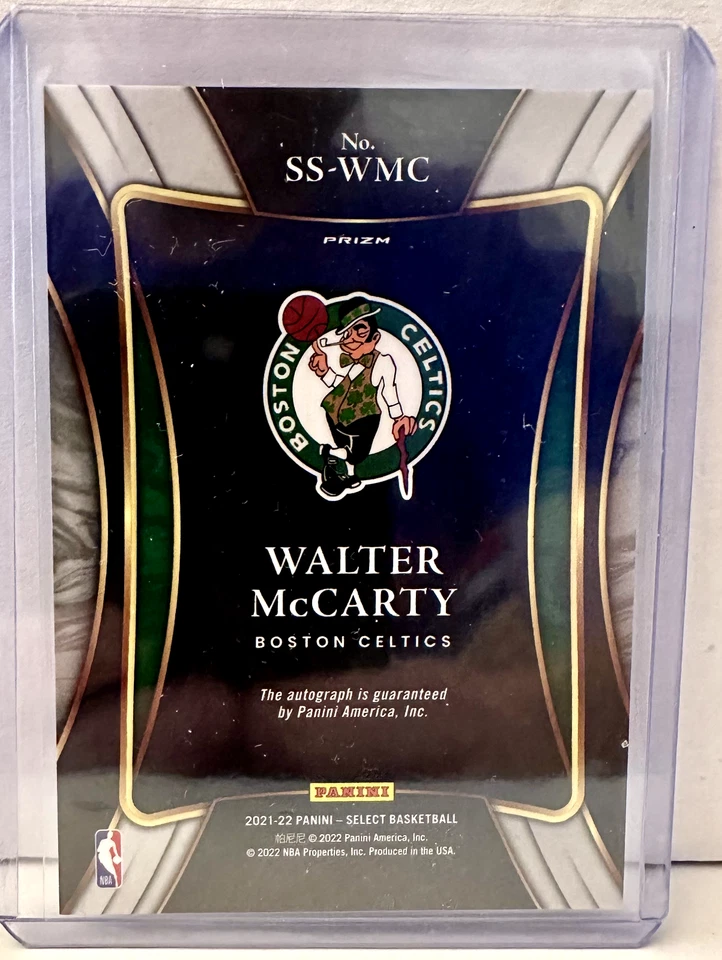 No.
SS-WMC
PRIZM
BOSTON CELTICS
WALTER
McCARTY
BOSTON CELTICS
The autograph is guaranteed
by Panini America, Inc.
PANINI
2021-22 PANINI – SELECT BASKETBALL
帕尼尼 © 2022 Panini America, Inc.
© 2022 NBA Properties, Inc. Produced in the USA.
NBA